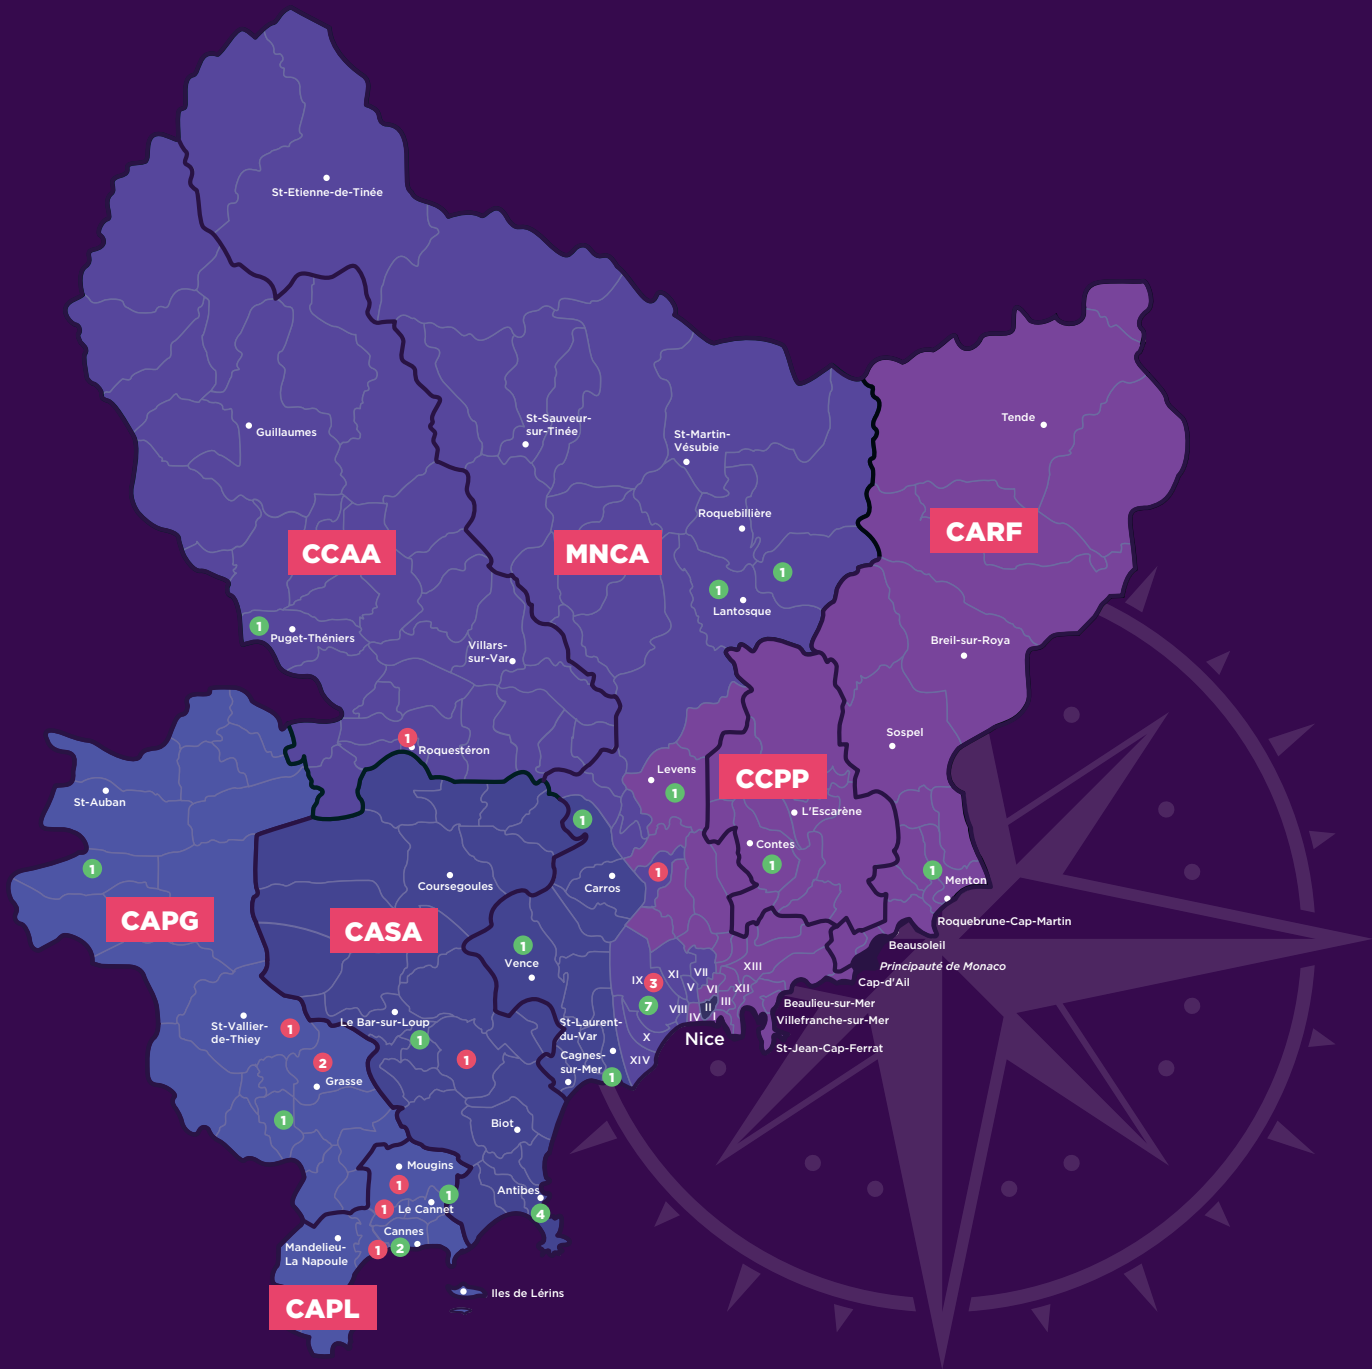 St-Etienne-de-Tinée
Guillaumes
St-Sauveur-
sur-Tinée
St-Martin-
Vésubie
Tende
Roquebillière
CCAA
MNCA
CARF
1
1
Lantosque
1
Puget-Théniers
Villars-
sur-Var
Breil-sur-Roya
1
Roquestéron
Sospel
Levens
1
CCPP
St-Auban
1
L'Escarène
Contes
1
1
1
1
Menton
Coursegoules
Carros
CAPG
CASA
Roquebrune-Cap-Martin
Beausoleil
Principauté de Monaco
Cap-d'Ail
1
Vence
IX
3
XI
VII
XIII
V
VI
XII
7
VIII
II
III
IV
I
Beaulieu-sur-Mer
Villefranche-sur-Mer
St-Jean-Cap-Ferrat
Nice
X
XIV
St-Vallier-
de-Thiey
1
Le Bar-sur-Loup
1
1
St-Laurent-
du-Var
Cagnes-
sur-Mer
1
2
Grasse
1
Biot
Mougins
1
1
Le Cannet
1
Antibes
4
Cannes
1
2
Mandelieu-
La Napoule
CAPL
Iles de Lérins